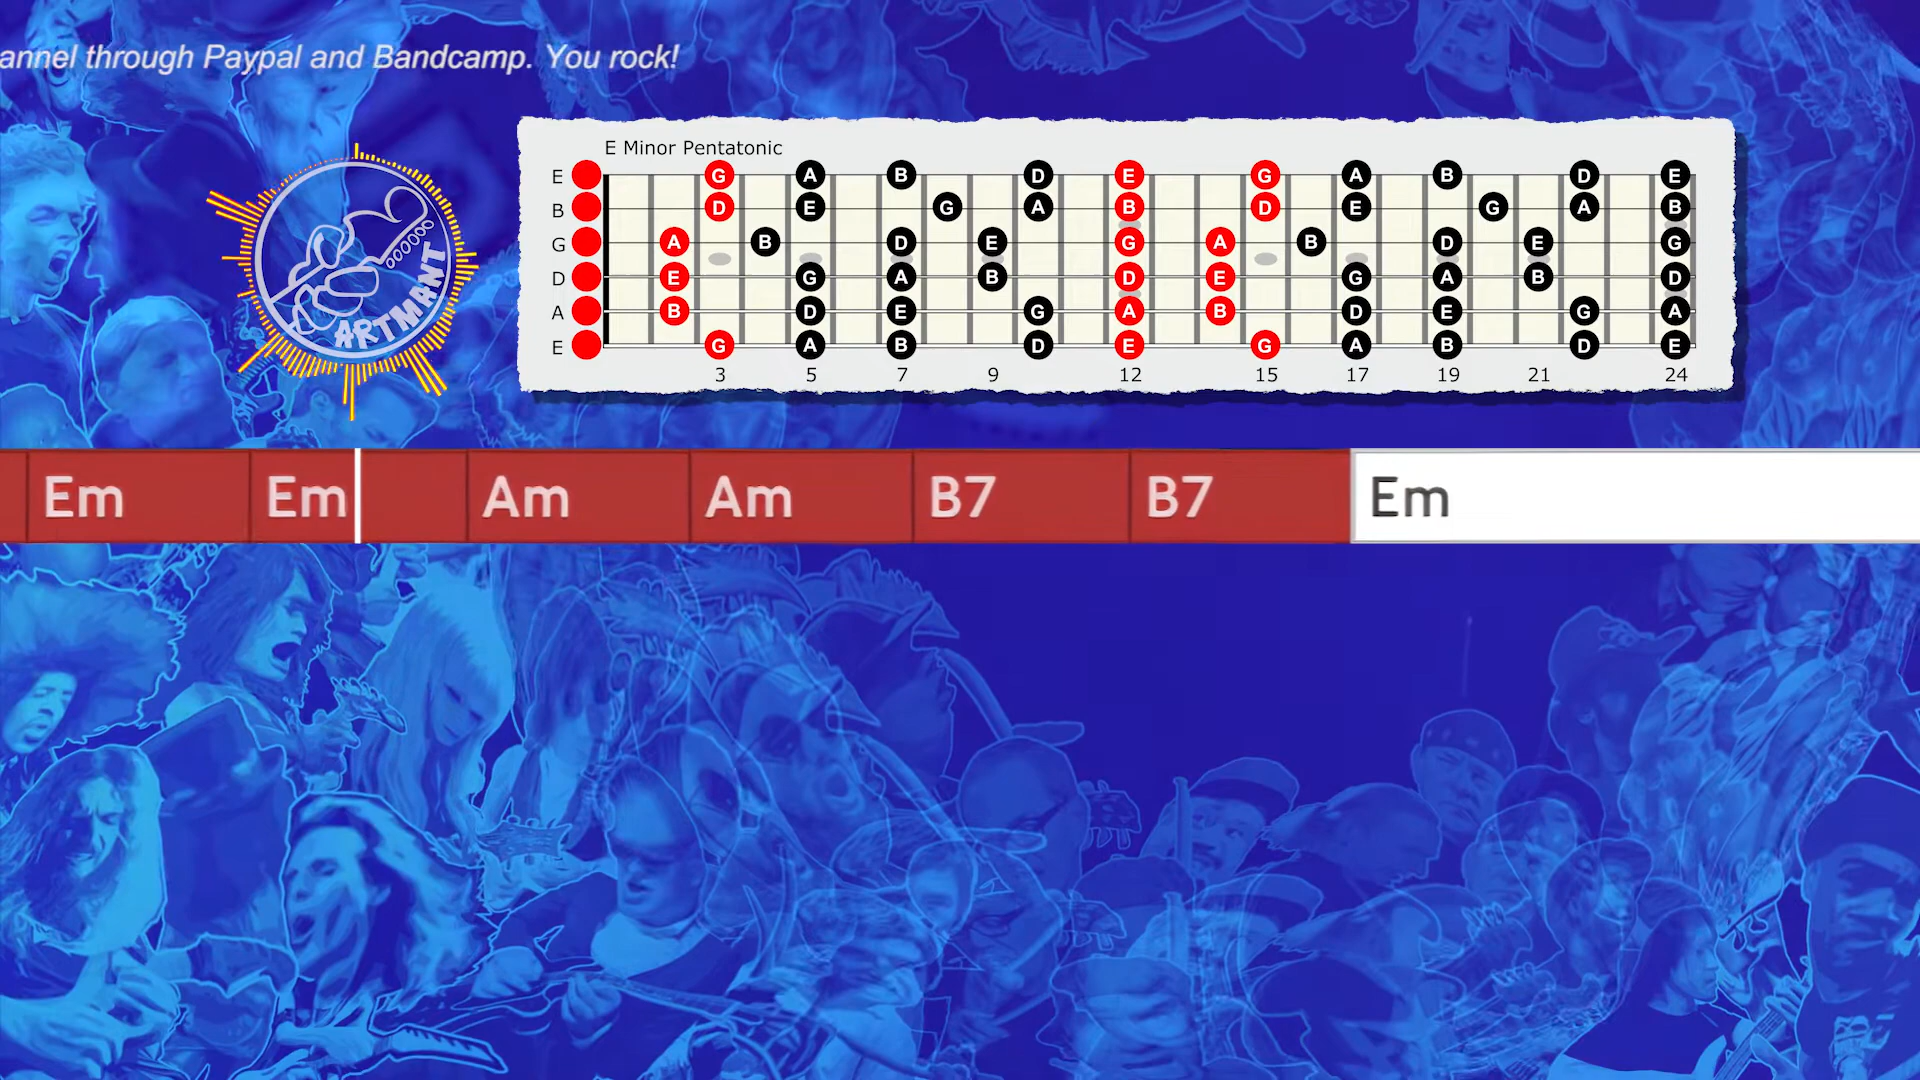 annel through Paypal and Bandcamp. You rock!
E Minor Pentatonic
E G A B D E G A B D E
B D E G A B D E G A B
G A B D E G A B D E G
D E G A B D E G A B D
A B D E G A B D E G A
E G A B D E G A B D E
3 5 7 9 12 15 17 19 21 24
ARTMANT
Em Em Am Am B7 B7 Em